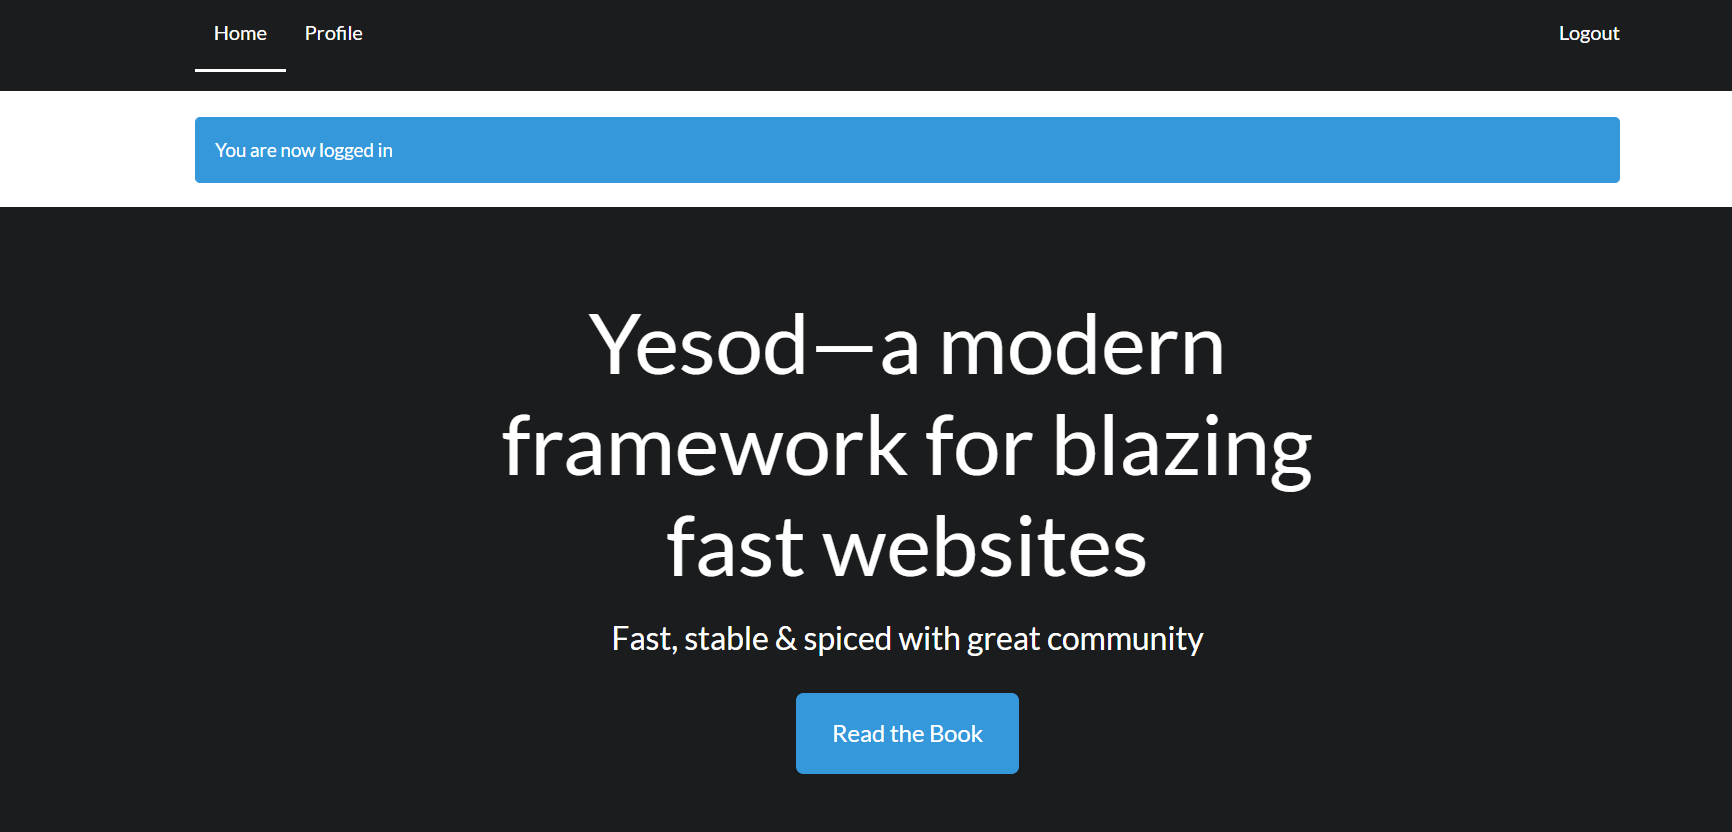 Home Profile Logout
You are now logged in
Yesod—a modern
framework for blazing
fast websites
Fast, stable & spiced with great community
Read the Book